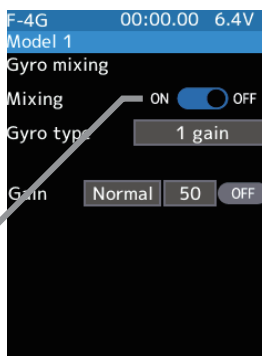 F-4G 00:00.00 6.4V
Model 1
Gyro mixing
Mixing ON OFF
Gyro type 1 gain
Gain Normal 50 OFF